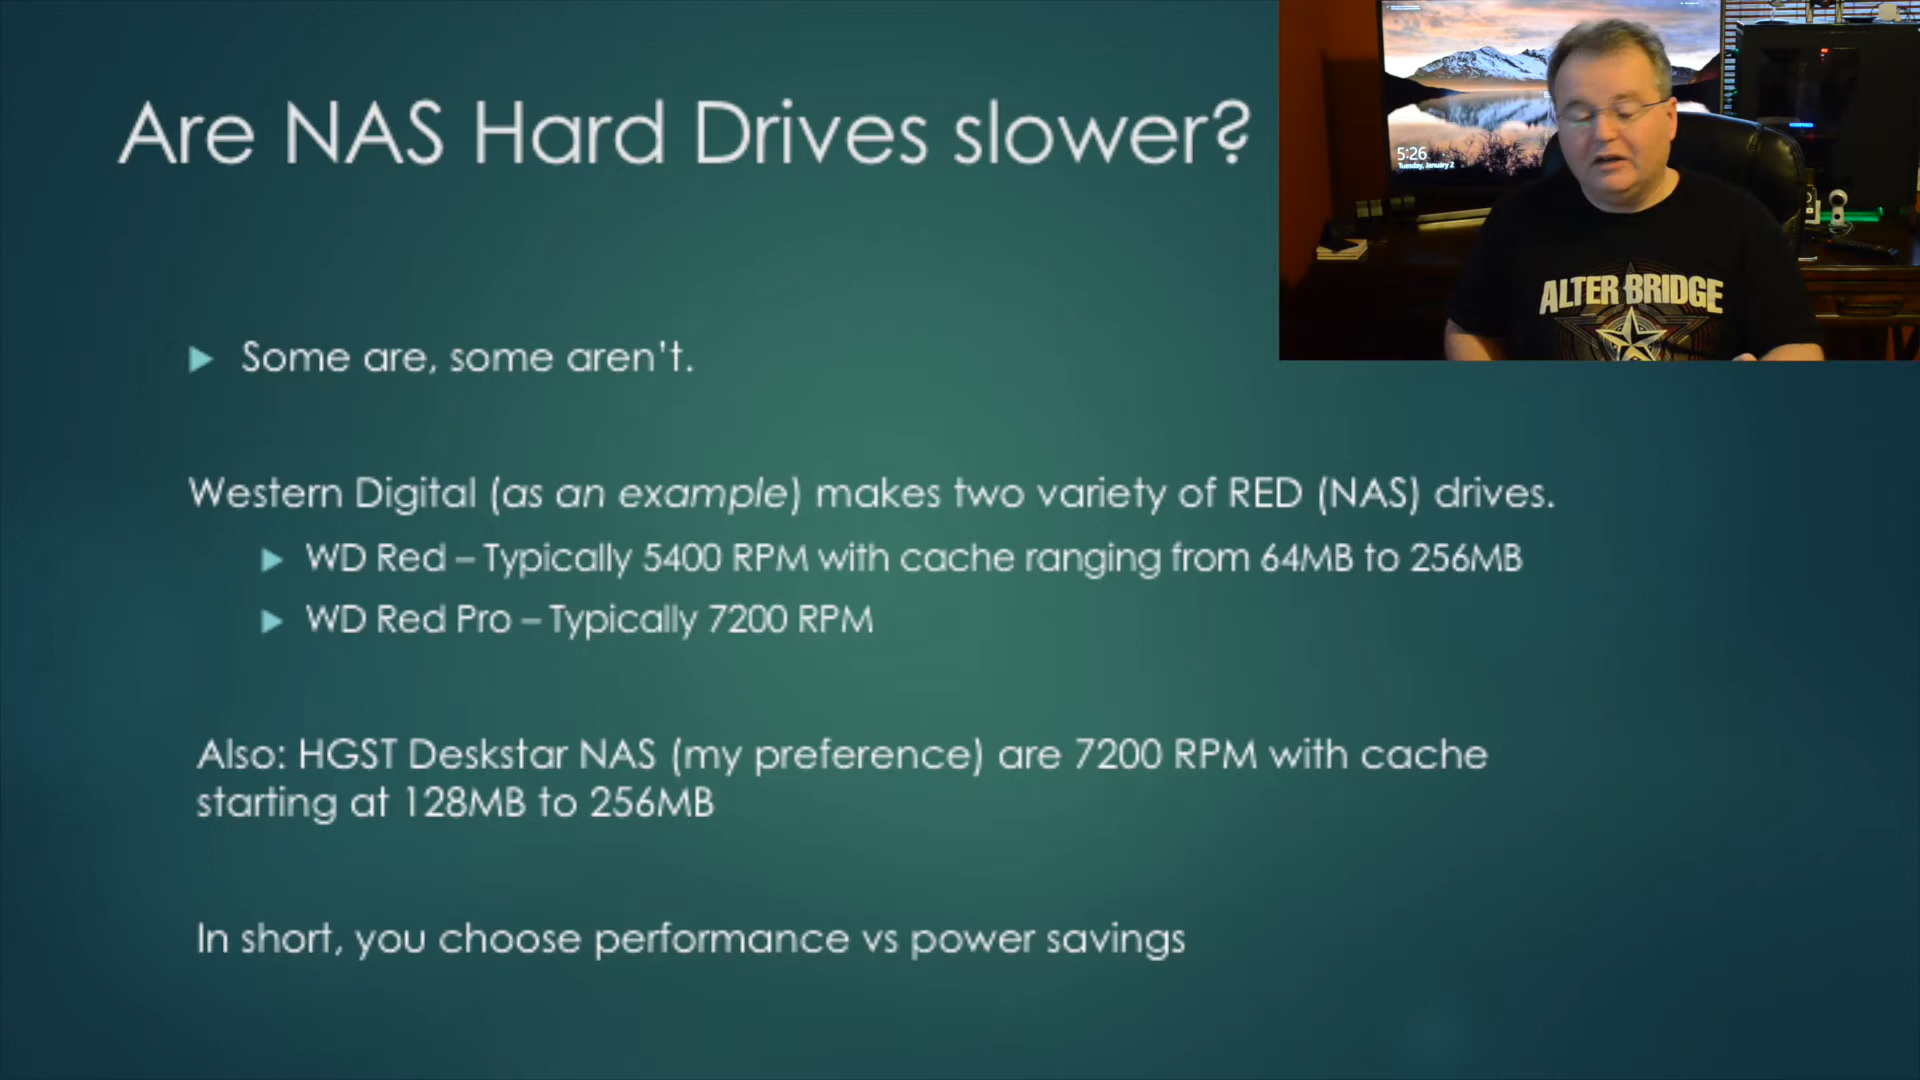 Are NAS Hard Drives slower?
5:26
Tuesday, January 2
ALTER BRIDGE
Some are, some aren't.
Western Digital (as an example) makes two variety of RED (NAS) drives.
WD Red – Typically 5400 RPM with cache ranging from 64MB to 256MB
WD Red Pro – Typically 7200 RPM
Also: HGST Deskstar NAS (my preference) are 7200 RPM with cache
starting at 128MB to 256MB
In short, you choose performance vs power savings